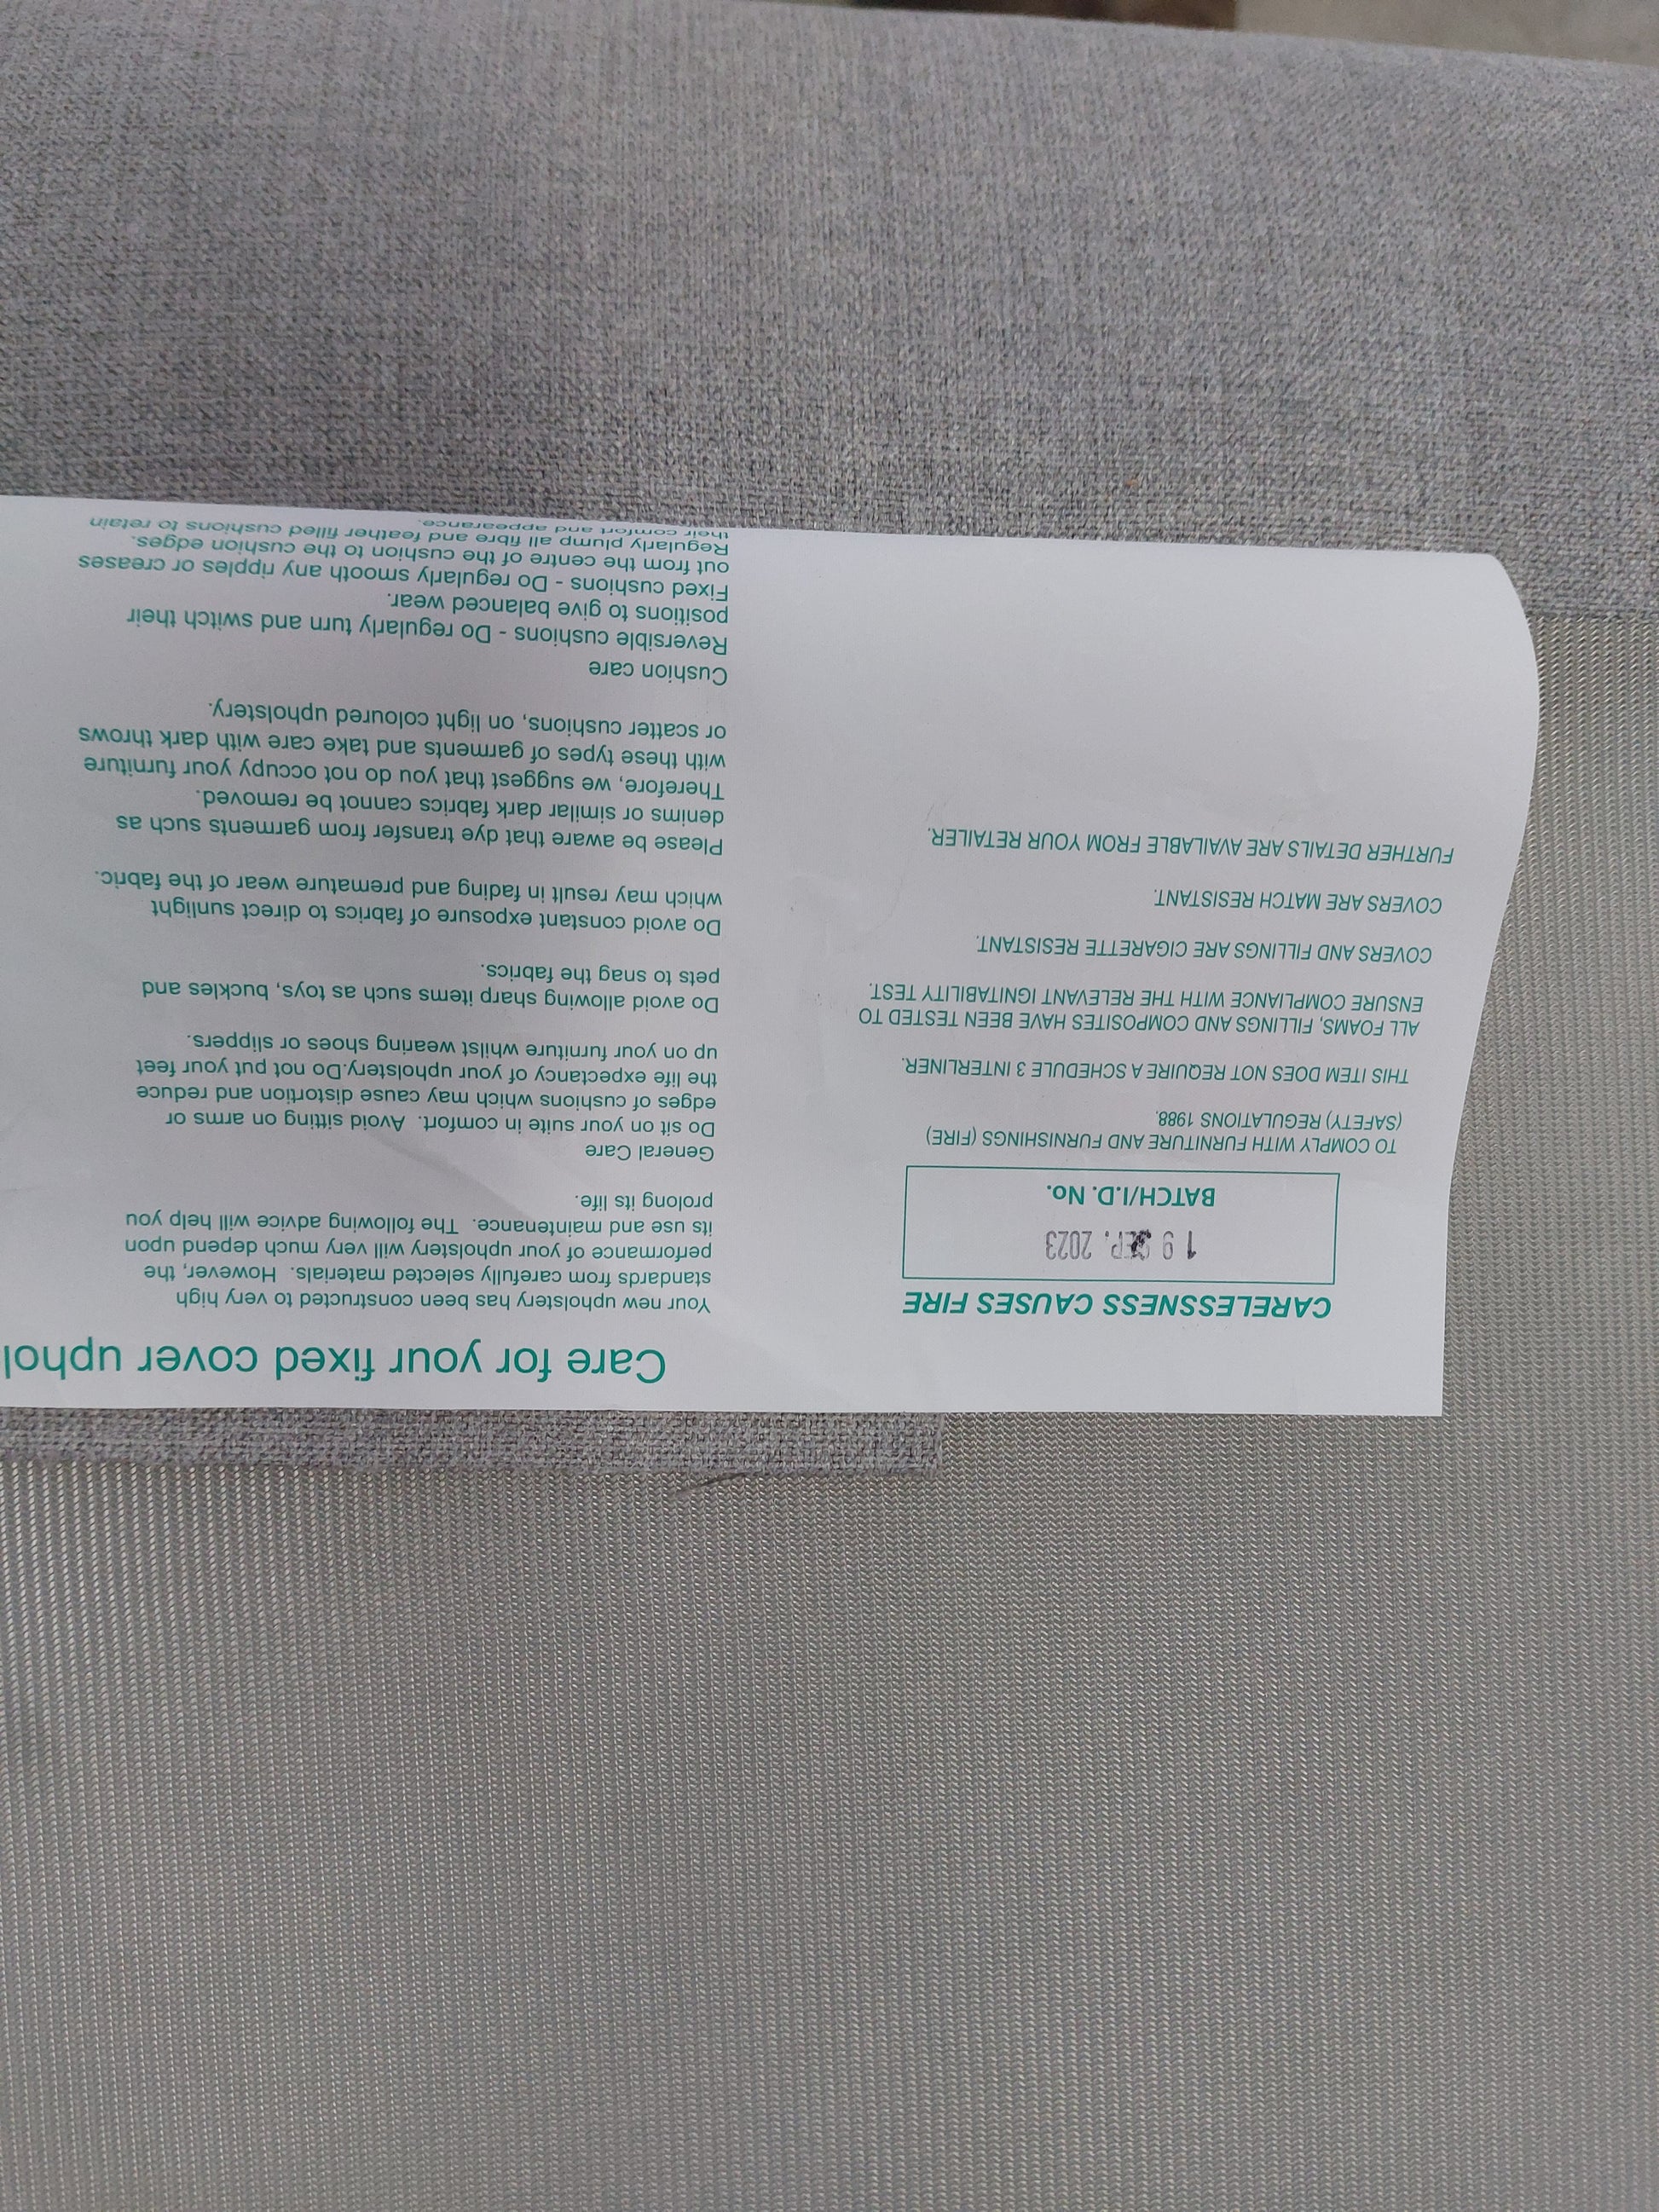 CARELESSNESS CAUSES FIRE
19 SEP. 2023
BATCH/I.D. No.
TO COMPLY WITH FURNITURE AND FURNISHINGS (FIRE)
(SAFETY) REGULATIONS 1988.
THIS ITEM DOES NOT REQUIRE A SCHEDULE 3 INTERLINER.
ALL FOAMS, FILLINGS AND COMPOSITES HAVE BEEN TESTED TO
ENSURE COMPLIANCE WITH THE RELEVANT IGNITABILITY TEST.
COVERS AND FILLINGS ARE CIGARETTE RESISTANT.
COVERS ARE MATCH RESISTANT.
FURTHER DETAILS ARE AVAILABLE FROM YOUR RETAILER.
Care for your fixed cover uphol
Your new upholstery has been constructed to very high
standards from carefully selected materials. However, the
performance of your upholstery will very much depend upon
its use and maintenance. The following advice will help you
prolong its life.
General Care
Do sit on your suite in comfort. Avoid sitting on arms or
edges of cushions which may cause distortion and reduce
the life expectancy of your upholstery.Do not put your feet
up on your furniture whilst wearing shoes or slippers.
Do avoid allowing sharp items such as toys, buckles and
pets to snag the fabrics.
Do avoid constant exposure of fabrics to direct sunlight
which may result in fading and premature wear of the fabric.
Please be aware that dye transfer from garments such as
denims or similar dark fabrics cannot be removed.
Therefore, we suggest that you do not occupy your furniture
with these types of garments and take care with dark throws
or scatter cushions, on light coloured upholstery.
Cushion care
Reversible cushions - Do regularly turn and switch their
positions to give balanced wear.
Fixed cushions - Do regularly smooth any ripples or creases
out from the centre of the cushion to the cushion edges.
Regularly plump all fibre and feather filled cushions to retain
their comfort and appearance.